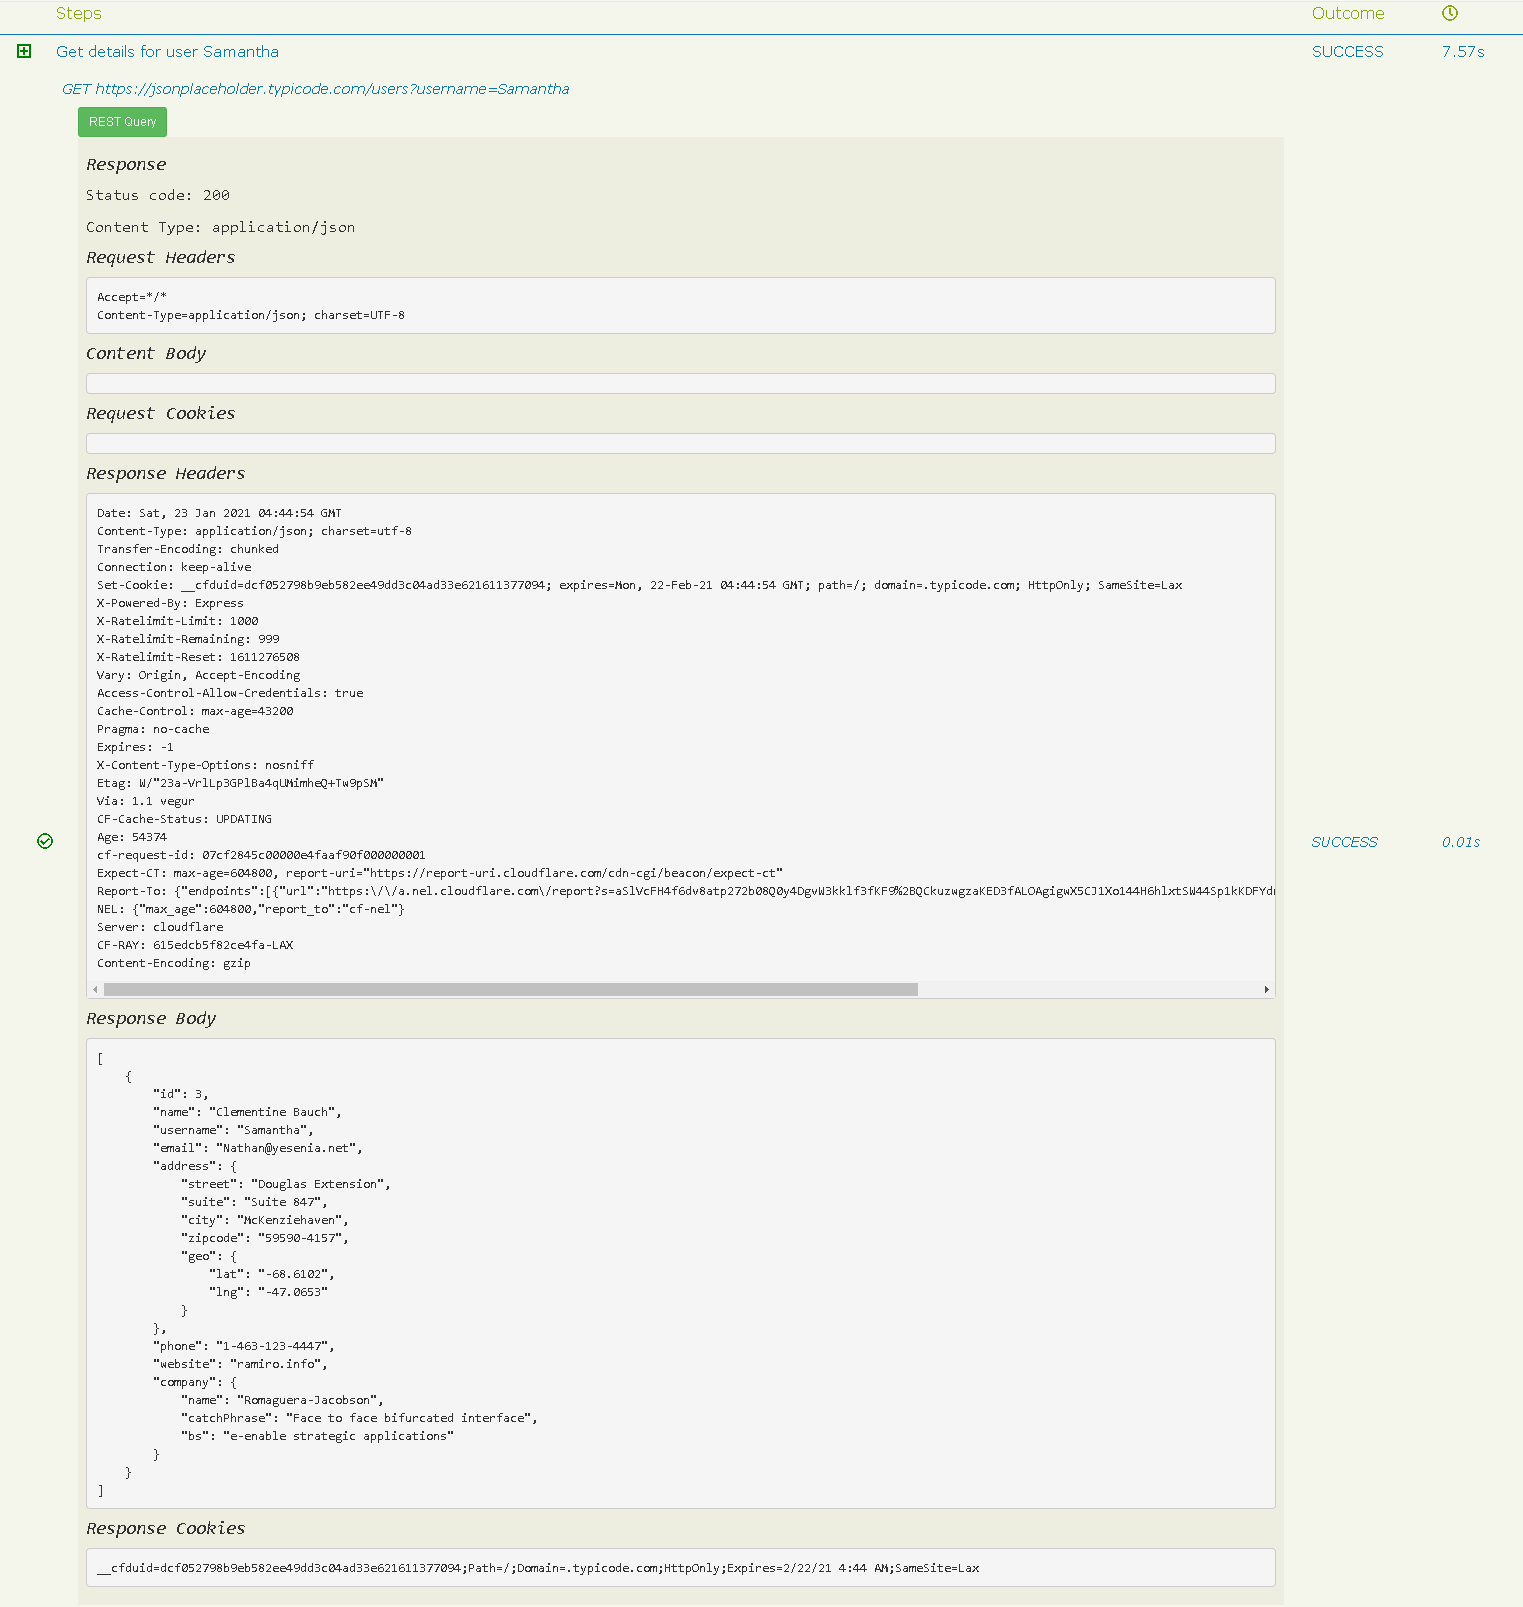 Steps Outcome
Get details for user Samantha SUCCESS 7.57s
GET https://jsonplaceholder.typicode.com/users?username=Samantha
REST Query
Response
Status code: 200
Content Type: application/json
Request Headers
Accept=*/*
Content-Type=application/json; charset=UTF-8
Content Body
Request Cookies
Response Headers
Date: Sat, 23 Jan 2021 04:44:54 GMT
Content-Type: application/json; charset=utf-8
Transfer-Encoding: chunked
Connection: keep-alive
Set-Cookie: __cfduid=dcf052798b9eb582ee49dd3c04ad33e621611377094; expires=Mon, 22-Feb-21 04:44:54 GMT; path=/; domain=.typicode.com; HttpOnly; SameSite=Lax
X-Powered-By: Express
X-Ratelimit-Limit: 1000
X-Ratelimit-Remaining: 999
X-Ratelimit-Reset: 1611276508
Vary: Origin, Accept-Encoding
Access-Control-Allow-Credentials: true
Cache-Control: max-age=43200
Pragma: no-cache
Expires: -1
X-Content-Type-Options: nosniff
Etag: W/"23a-VrlLp3GPlBa4qUMimheQ+Tw9pSM"
Via: 1.1 vegur
CF-Cache-Status: UPDATING
Age: 54374
SUCCESS 0.01s
cf-request-id: 07cf2845c00000e4faaf90f000000001
Expect-CT: max-age=604800, report-uri="https://report-uri.cloudflare.com/cdn-cgi/beacon/expect-ct"
Report-To: {"endpoints":[{"url":"https:\/\/a.nel.cloudflare.com\/report?s=aSlVcFH4f6dv8atp272b08Q0y4DgvW3kklf3fKF9%2BQCkuzwgzaKED3fALOAgigwX5CJ1Xo144H6hlxtSW44Sp1kKDFYd
NEL: {"max_age":604800,"report_to":"cf-nel"}
Server: cloudflare
CF-RAY: 615edcb5f82ce4fa-LAX
Content-Encoding: gzip
Response Body
[
{
"id": 3,
"name": "Clementine Bauch",
"username": "Samantha",
"email": "Nathan@yesenia.net",
"address": {
"street": "Douglas Extension",
"suite": "Suite 847",
"city": "McKenziehaven",
"zipcode": "59590-4157",
"geo": {
"lat": "-68.6102",
"lng": "-47.0653"
}
},
"phone": "1-463-123-4447",
"website": "ramiro.info",
"company": {
"name": "Romaguera-Jacobson",
"catchPhrase": "Face to face bifurcated interface",
"bs": "e-enable strategic applications"
}
}
]
Response Cookies
__cfduid=dcf052798b9eb582ee49dd3c04ad33e621611377094;Path=/;Domain=.typicode.com;HttpOnly;Expires=2/22/21 4:44 AM;SameSite=Lax